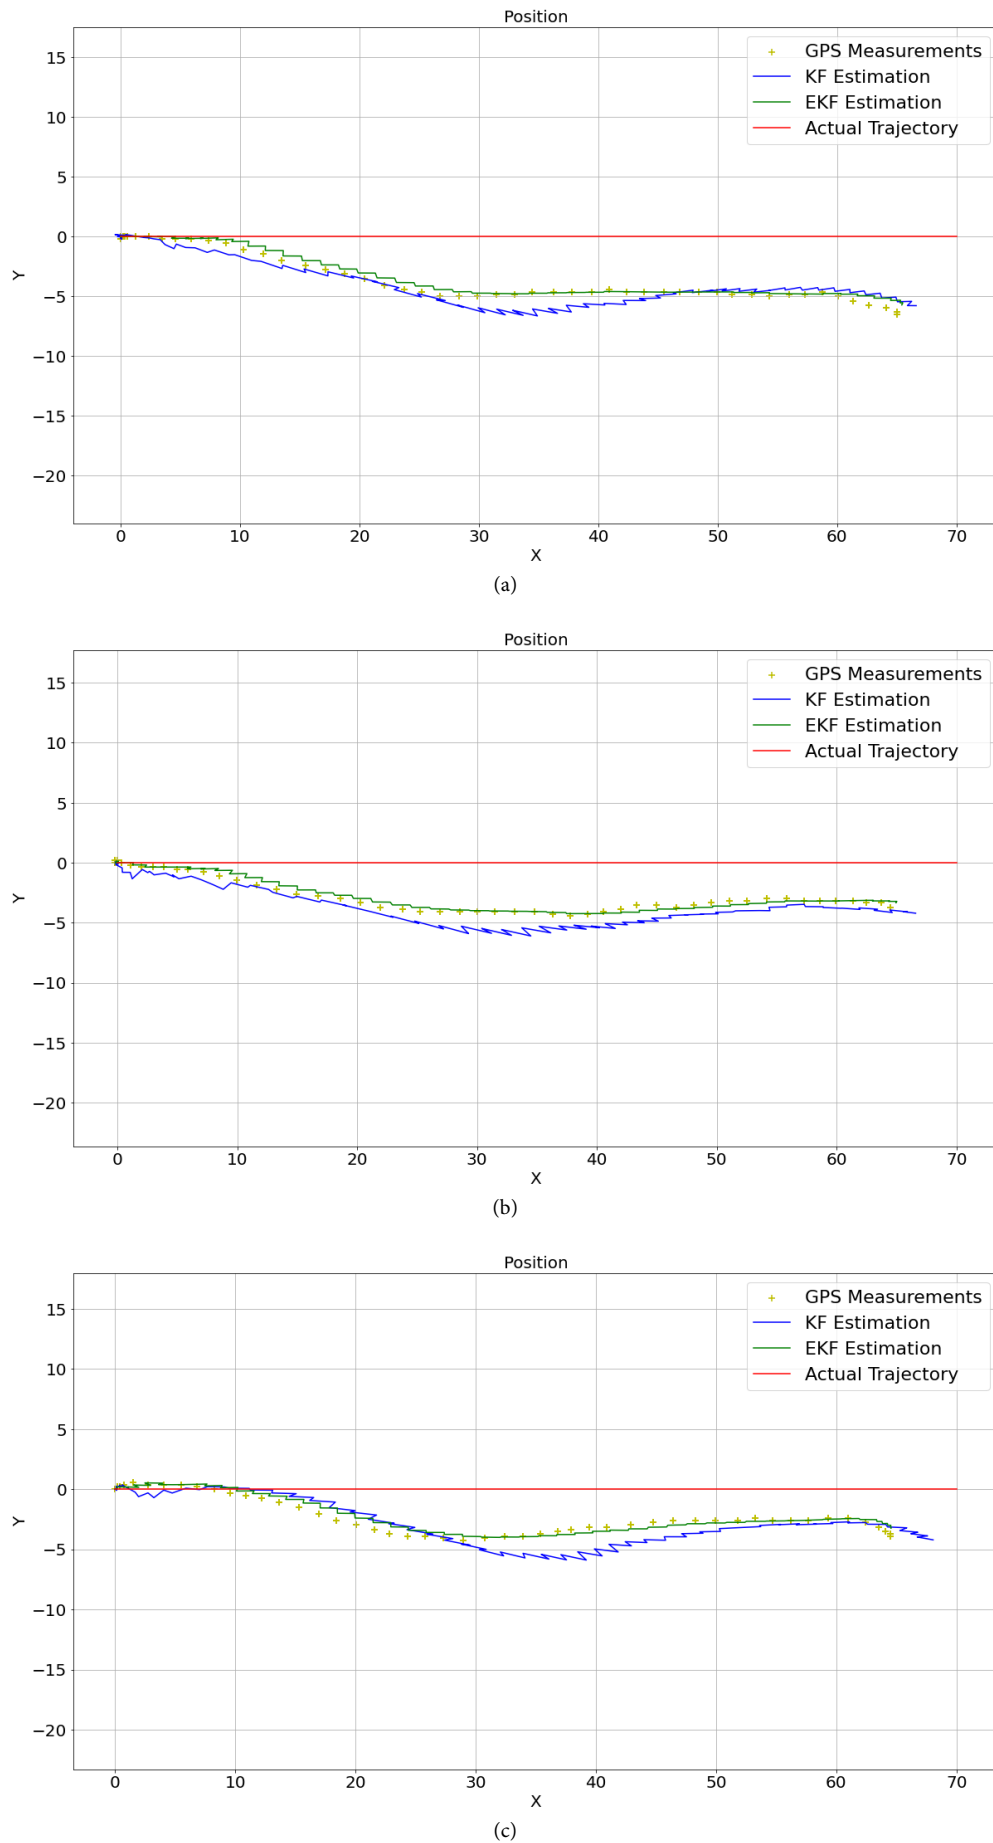 Position
15
10
5
0
−5
−10
−15
−20
Y
GPS Measurements
KF Estimation
EKF Estimation
Actual Trajectory
0 10 20 30 40 50 60 70
X
(a)
Position
15
10
5
0
−5
−10
−15
−20
Y
GPS Measurements
KF Estimation
EKF Estimation
Actual Trajectory
0 10 20 30 40 50 60 70
X
(b)
Position
15
10
5
0
−5
−10
−15
−20
Y
GPS Measurements
KF Estimation
EKF Estimation
Actual Trajectory
0 10 20 30 40 50 60 70
X
(c)